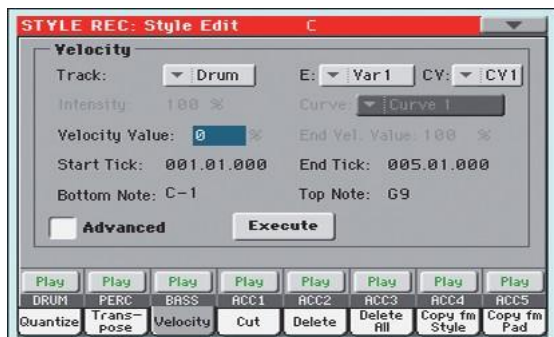 STYLE REC: Style Edit C
Velocity
Track: Drum E: Var1 CV: CV1
Intensity: 100 % Curve: Curve 1
Velocity Value: 0 % End Vel. Value: 100 %
Start Tick: 001.01.000 End Tick: 005.01.000
Bottom Note: C-1 Top Note: G9
Advanced Execute
Play Play Play Play Play Play Play Play
DRUM PERC BASS ACC1 ACC2 ACC3 ACC4 ACC5
Quantize Trans-pose Velocity Cut Delete Delete All Copy fm Style Copy fm Pad